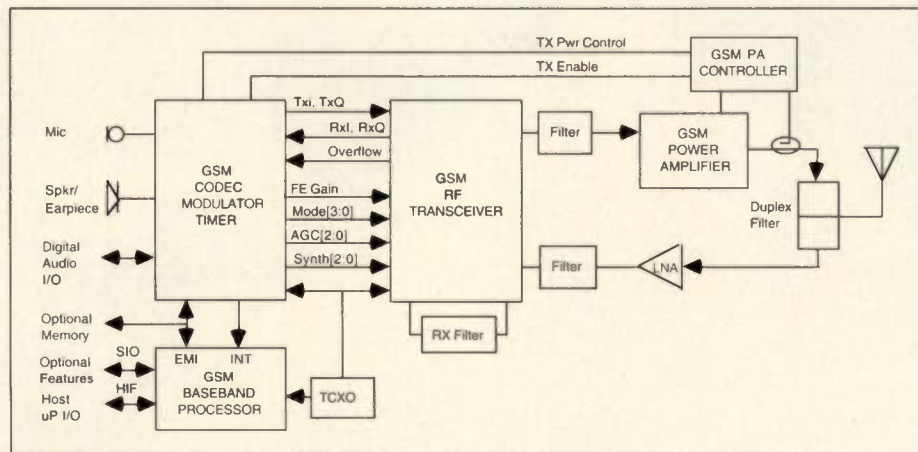 TX Pwr Control
TX Enable
GSM PA
CONTROLLER
Mic
Spkr/
Earpiece
Digital
Audio
I/O
Optional
Memory
Optional
Features
Host
uP I/O
SIO
HIF
GSM
CODEC
MODULATOR
TIMER
TxI, TxQ
RxI, RxQ
Overflow
FE Gain
Mode[3:0]
AGC[2:0]
Synth[2:0]
GSM
RF
TRANSCEIVER
Filter
GSM
POWER
AMPLIFIER
Duplex
Filter
Filter
LNA
RX Filter
EMI INT
GSM
BASEBAND
PROCESSOR
TCXO